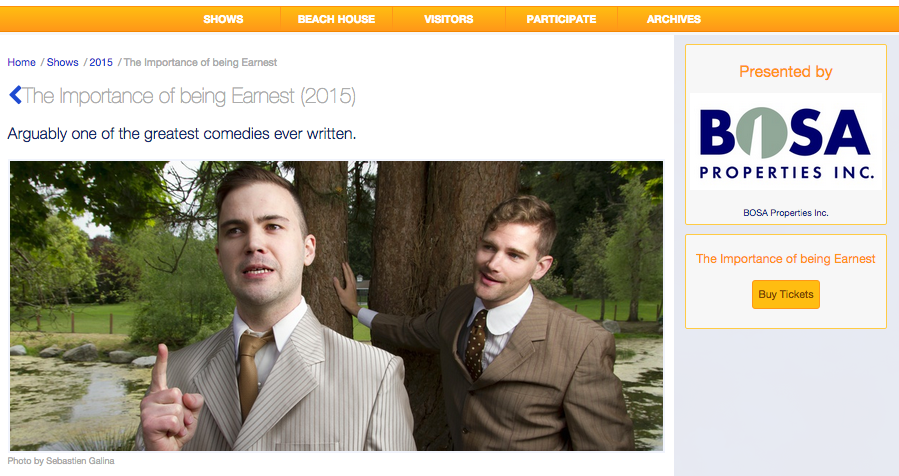 SHOWS BEACH HOUSE VISITORS PARTICIPATE ARCHIVES
Home / Shows / 2015 / The Importance of being Earnest
The Importance of being Earnest (2015)
Arguably one of the greatest comedies ever written.
Photo by Sebastien Galina
Presented by
BOSA
PROPERTIES INC.
BOSA Properties Inc.
The Importance of being Earnest
Buy Tickets